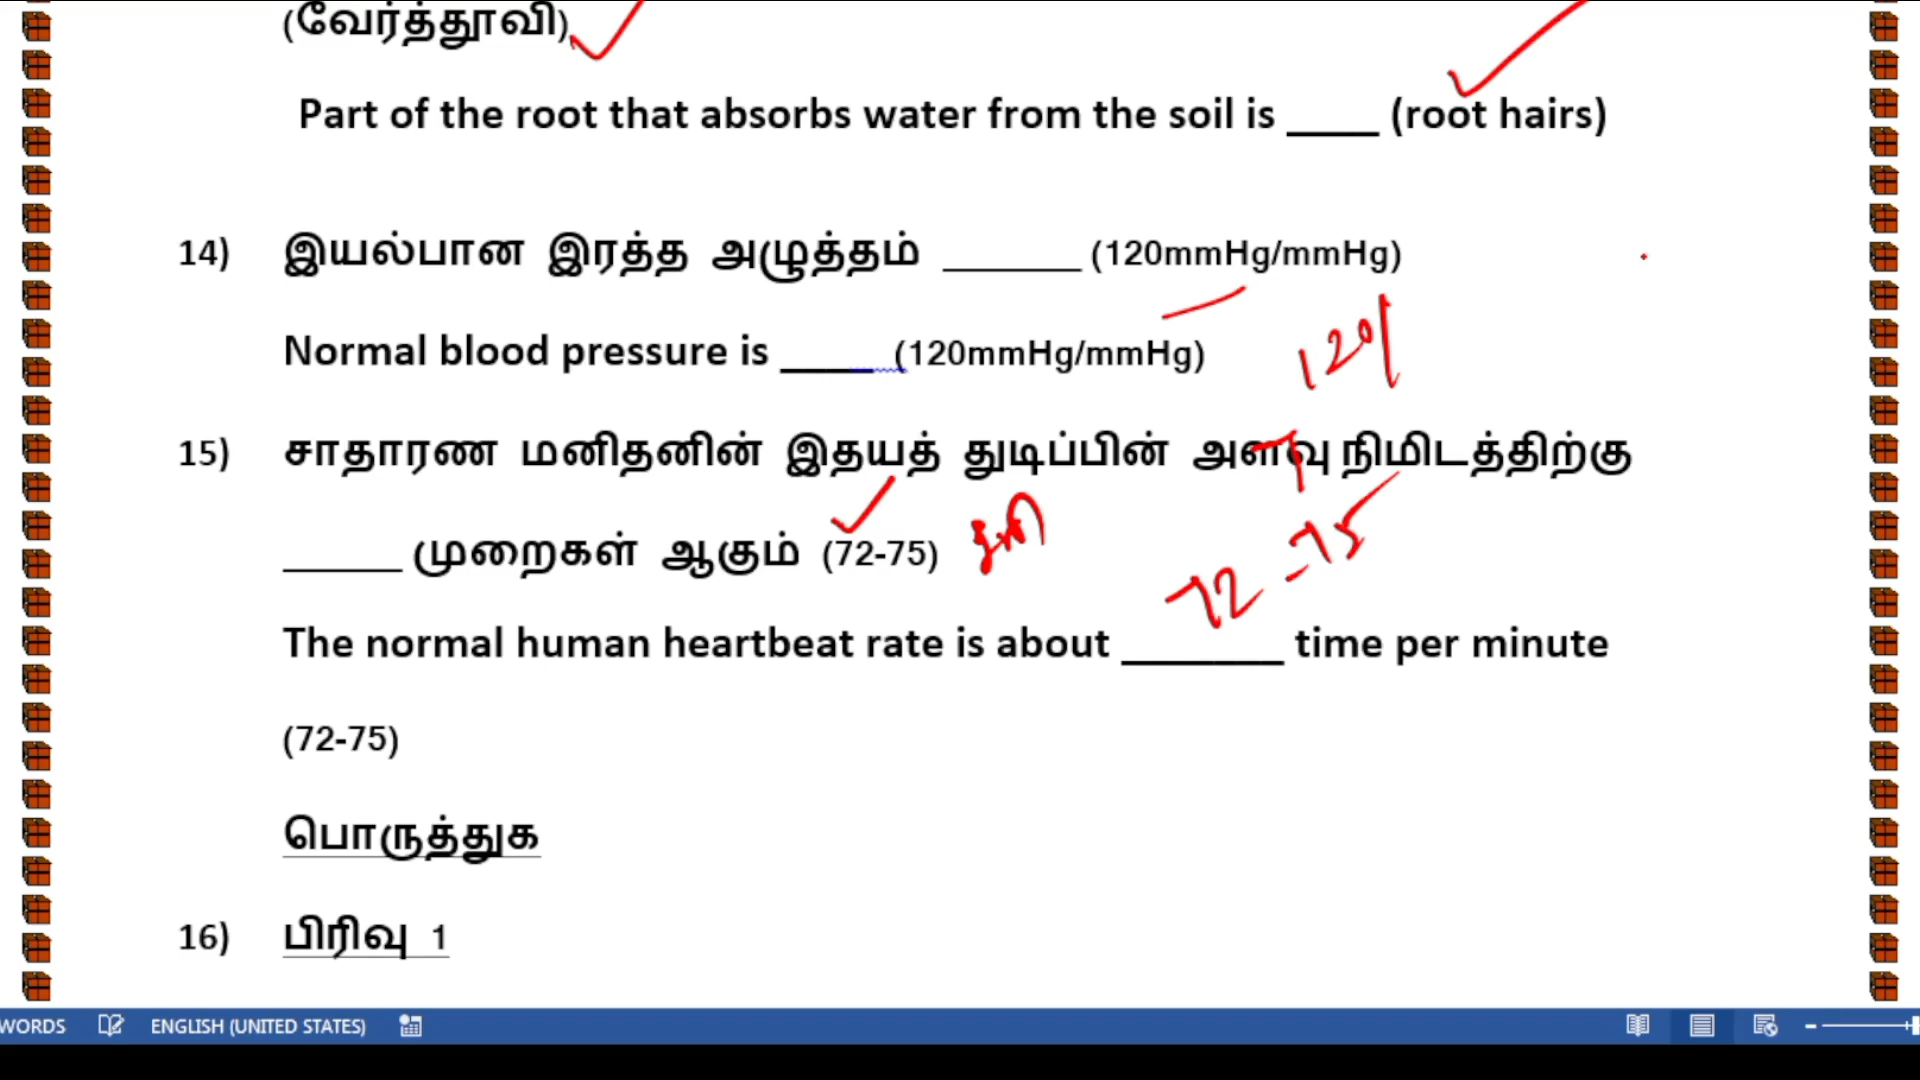 (வேர்த்தூவி)
Part of the root that absorbs water from the soil is ____ (root hairs)
14) இயல்பான இரத்த அழுத்தம் ______ (120mmHg/mmHg)
120/
Normal blood pressure is ____ (120mmHg/mmHg)
15) சாதாரண மனிதனின் இதயத் துடிப்பின் அளவு நிமிடத்திற்கு
_____ முறைகள் ஆகும் (72-75)
72-75
The normal human heartbeat rate is about _______ time per minute
(72-75)
பொருத்துக
16) பிரிவு 1
WORDS ENGLISH (UNITED STATES)